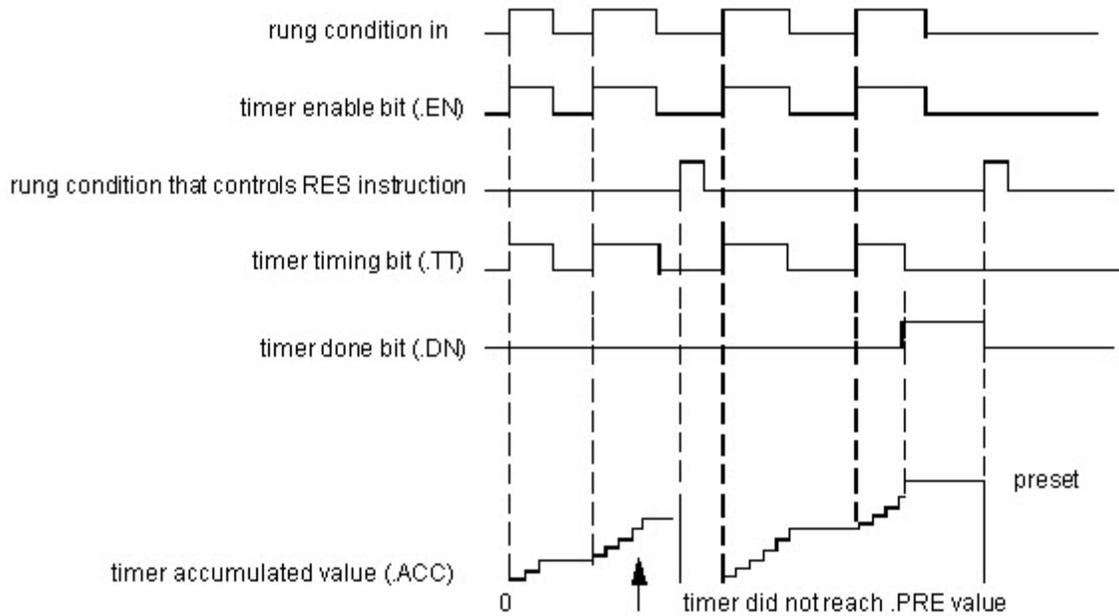 rung condition in
timer enable bit (.EN)
rung condition that controls RES instruction
timer timing bit (.TT)
timer done bit (.DN)
preset
timer accumulated value (.ACC)
0
timer did not reach .PRE value